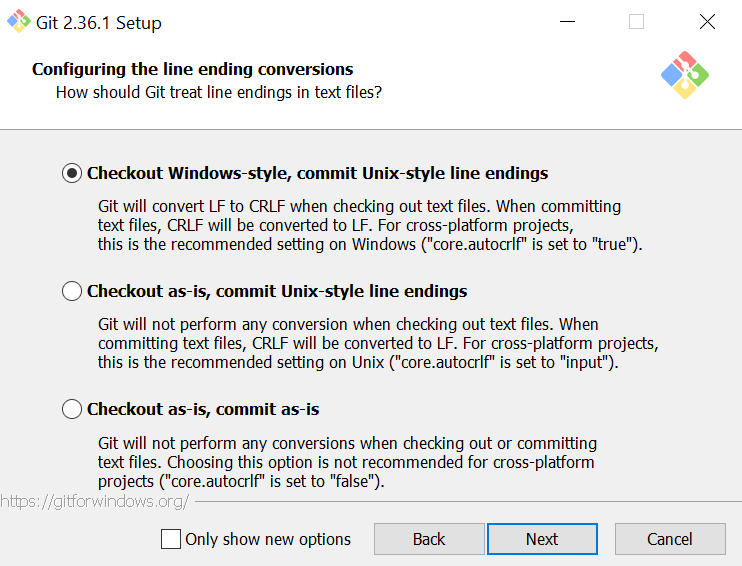 Git 2.36.1 Setup
Configuring the line ending conversions
How should Git treat line endings in text files?
Checkout Windows-style, commit Unix-style line endings
Git will convert LF to CRLF when checking out text files. When committing
text files, CRLF will be converted to LF. For cross-platform projects,
this is the recommended setting on Windows ("core.autocrlf" is set to "true").
Checkout as-is, commit Unix-style line endings
Git will not perform any conversion when checking out text files. When
committing text files, CRLF will be converted to LF. For cross-platform projects,
this is the recommended setting on Unix ("core.autocrlf" is set to "input").
Checkout as-is, commit as-is
Git will not perform any conversions when checking out or committing
text files. Choosing this option is not recommended for cross-platform
projects ("core.autocrlf" is set to "false").
https://gitforwindows.org/
Only show new options
Back
Next
Cancel